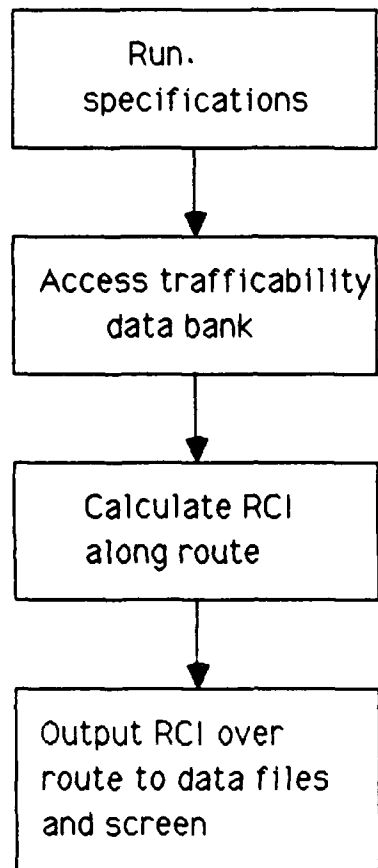 Run.
specifications
Access trafficability
data bank
Calculate RCI
along route
Output RCI over
route to data files
and screen